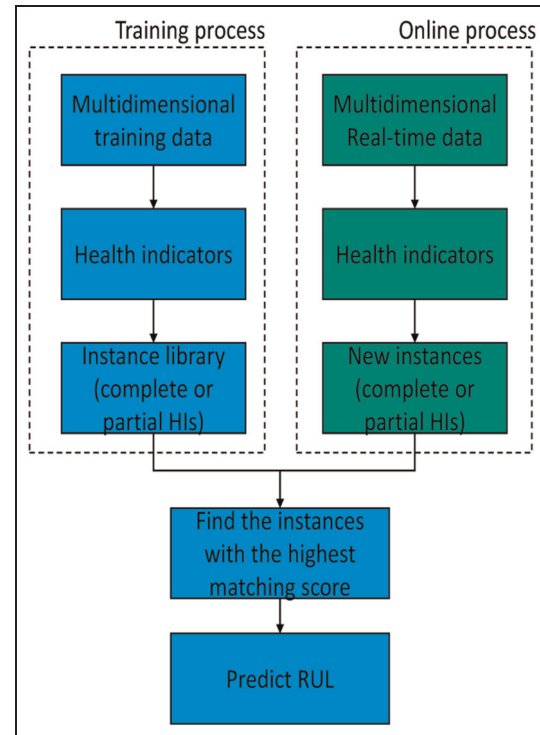 Training process
Multidimensional
training data
Health indicators
Instance library
(complete or
partial HIs)
Online process
Multidimensional
Real-time data
Health indicators
New instances
(complete or
partial HIs)
Find the instances
with the highest
matching score
Predict RUL